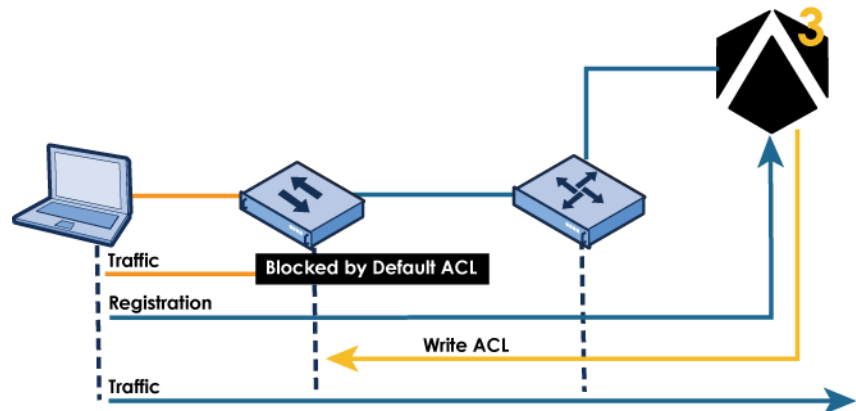 3
Traffic
Blocked by Default ACL
Registration
Write ACL
Traffic